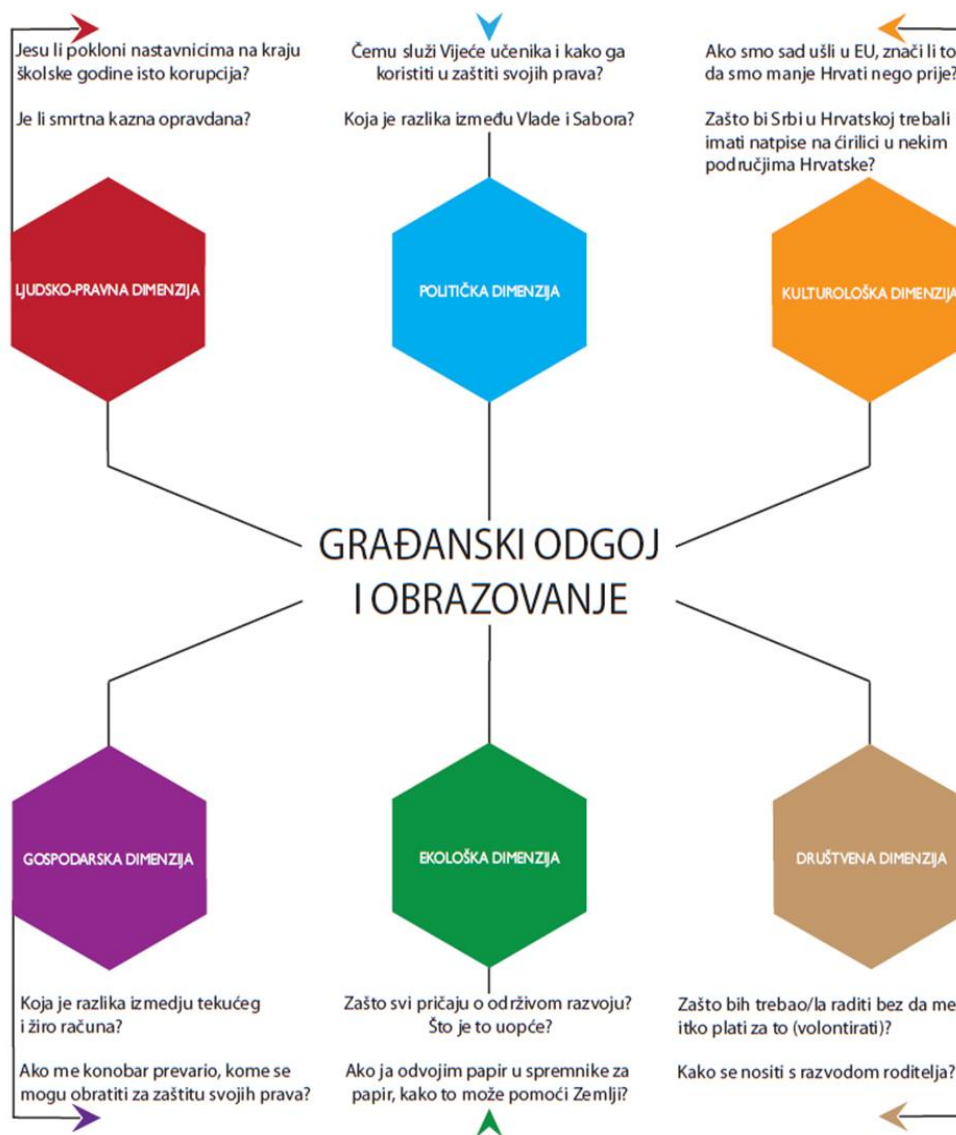 Jesu li pokloni nastavnicima na kraju
školske godine isto korupcija?
Je li smrtna kazna opravdana?
Čemu služi Vijeće učenika i kako ga
koristiti u zaštiti svojih prava?
Koja je razlika između Vlade i Sabora?
Ako smo sad ušli u EU, znači li to
da smo manje Hrvati nego prije?
Zašto bi Srbi u Hrvatskoj trebali
imati natpise na ćirilici u nekim
područjima Hrvatske?
LJUDSKO-PRAVNA DIMENZIJA
POLITIČKA DIMENZIJA
KULTUROLOŠKA DIMENZIJA
GRAĐANSKI ODGOJ
I OBRAZOVANJE
GOSPODARSKA DIMENZIJA
EKOLOŠKA DIMENZIJA
DRUŠTVENA DIMENZIJA
Koja je razlika izmedju tekućeg
i žiro računa?
Ako me konobar prevario, kome se
mogu obratiti za zaštitu svojih prava?
Zašto svi pričaju o održivom razvoju?
Što je to uopće?
Ako ja odvojim papir u spremnike za
papir, kako to može pomoći Zemlji?
Zašto bih trebao/la raditi bez da me
itko plati za to (volontirati)?
Kako se nositi s razvodom roditelja?